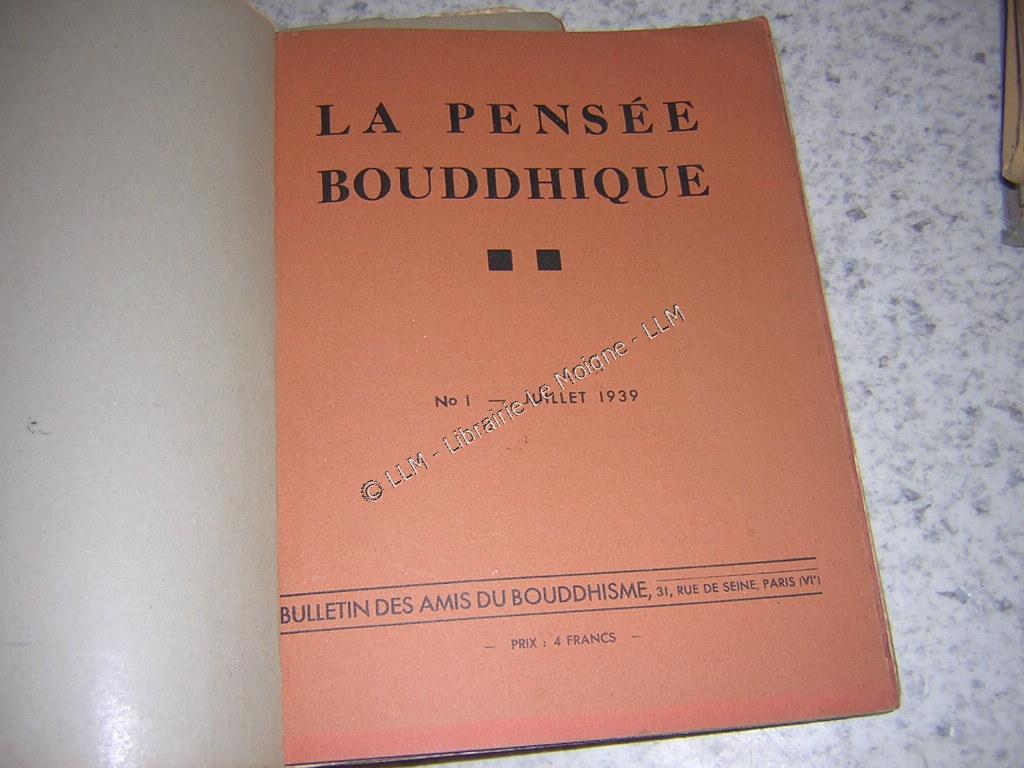 LA PENSÉE
BOUDDHIQUE
No 1 — JUILLET 1939
© LLM - Librairie Le Moigne - LLM
BULLETIN DES AMIS DU BOUDDHISME, 31, RUE DE SEINE, PARIS (VIe)
— PRIX : 4 FRANCS —